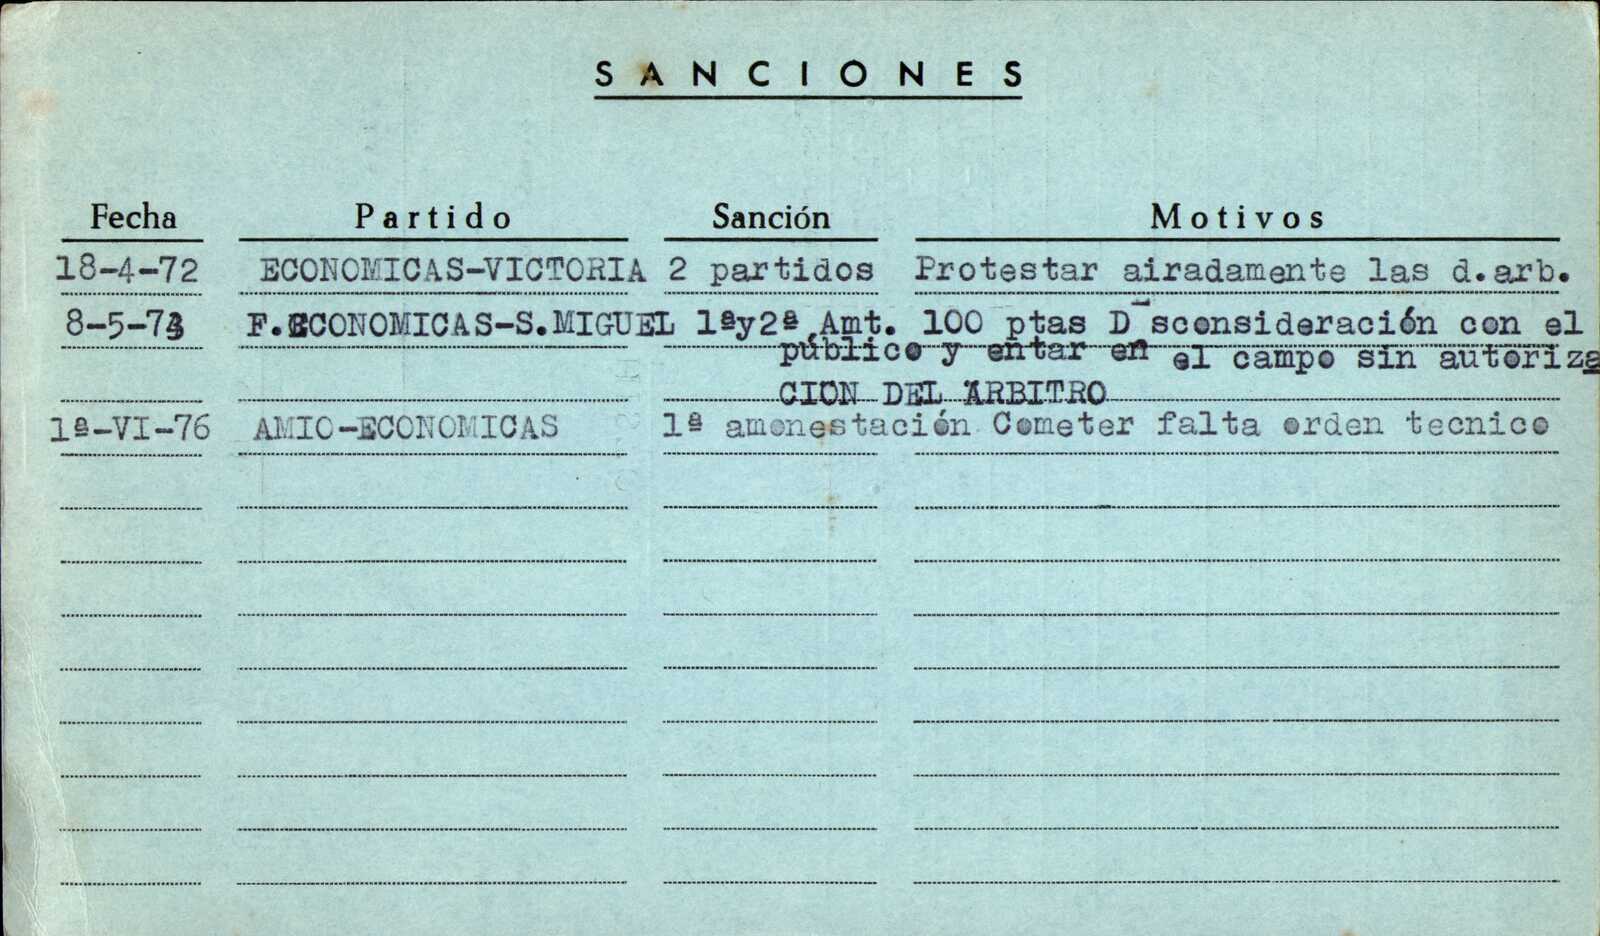 SANCIONES
Fecha Partido Sanción Motivos
18-4-72 ECONOMICAS-VICTORIA 2 partidos Protestar airadamente las d.arb.
8-5-73 F.ECONOMICAS-S.MIGUEL 1ªy2ª Amt. 100 ptas D sconsideración con el
público y entar en el campo sin autoriza
CION DEL ARBITRO
1ª-VI-76 AMIO-ECONOMICAS 1ª amonestación Cometer falta orden tecnico